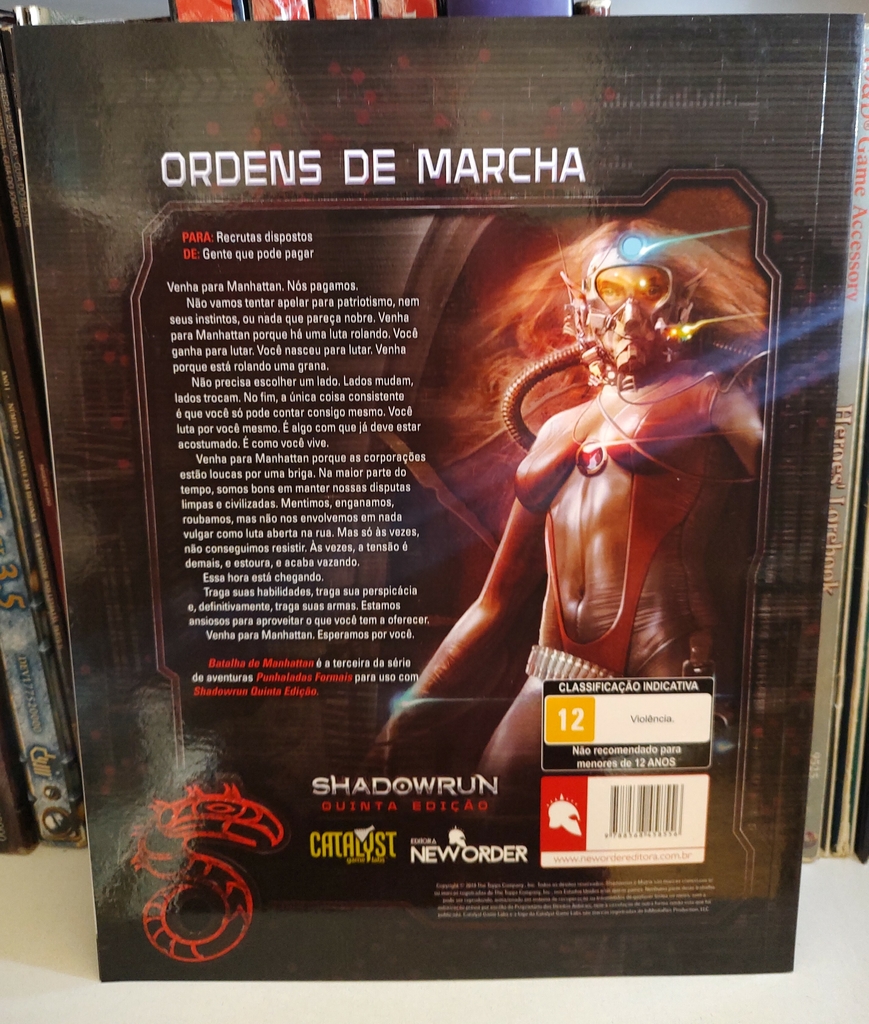 ORDENS DE MARCHA
PARA: Recrutas dispostos
DE: Gente que pode pagar
Venha para Manhattan. Nós pagamos.
Não vamos tentar apelar para patriotismo, nem
seus instintos, ou nada que pareça nobre. Venha
para Manhattan porque há uma luta rolando. Você
ganha para lutar. Você nasceu para lutar. Venha
porque está rolando uma grana.
Não precisa escolher um lado. Lados mudam,
lados trocam. No fim, a única coisa consistente
é que você só pode contar consigo mesmo. Você
luta por você mesmo. É algo com que já deve estar
acostumado. É como você vive.
Venha para Manhattan porque as corporações
estão loucas por uma briga. Na maior parte do
tempo, somos bons em manter nossas disputas
limpas e civilizadas. Mentimos, enganamos,
roubamos, mas não nos envolvemos em nada
vulgar como luta aberta na rua. Mas só às vezes,
não conseguimos resistir. Às vezes, a tensão é
demais, e estoura, e acaba vazando.
Essa hora está chegando.
Traga suas habilidades, traga sua perspicácia
e, definitivamente, traga suas armas. Estamos
ansiosos para aproveitar o que você tem a oferecer.
Venha para Manhattan. Esperamos por você.
Batalha de Manhattan é a terceira da série
de aventuras Punhaladas Formais para uso com
Shadowrun Quinta Edição.
CLASSIFICAÇÃO INDICATIVA
12
Violência.
Não recomendado para
menores de 12 ANOS
SHADOWRUN
QUINTA EDIÇÃO
CATALYST
game labs
EDITORA
NEW ORDER
www.newordereditora.com.br
Game Accessory
Heroes' Forebook
3.5